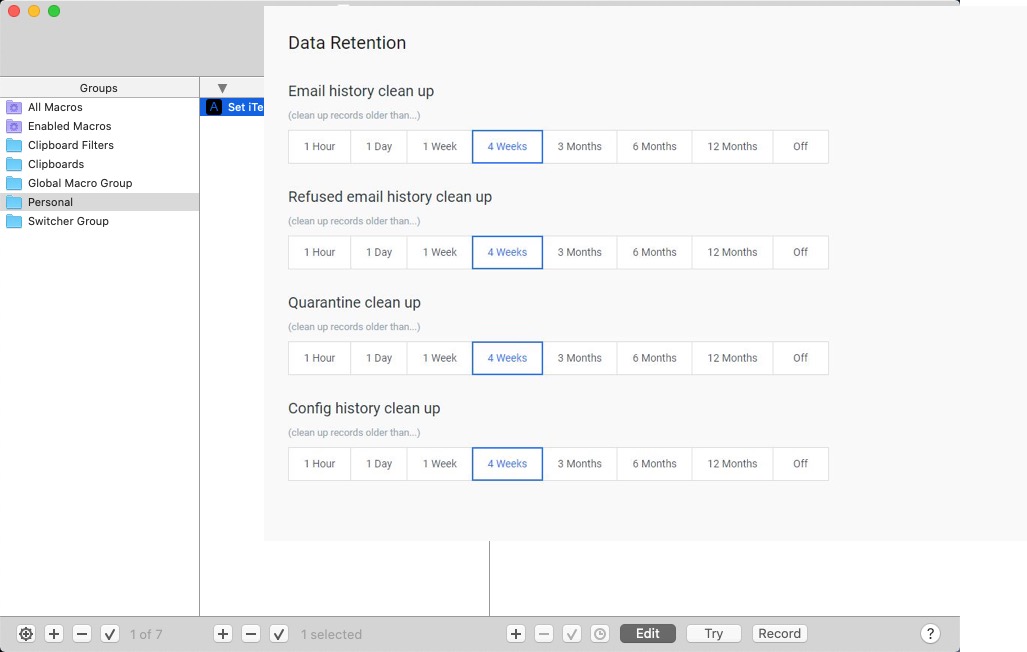 Data Retention
Groups
All Macros
Enabled Macros
Clipboard Filters
Clipboards
Global Macro Group
Personal
Switcher Group
Set iTe
Email history clean up
(clean up records older than...)
1 Hour 1 Day 1 Week 4 Weeks 3 Months 6 Months 12 Months Off
Refused email history clean up
(clean up records older than...)
1 Hour 1 Day 1 Week 4 Weeks 3 Months 6 Months 12 Months Off
Quarantine clean up
(clean up records older than...)
1 Hour 1 Day 1 Week 4 Weeks 3 Months 6 Months 12 Months Off
Config history clean up
(clean up records older than...)
1 Hour 1 Day 1 Week 4 Weeks 3 Months 6 Months 12 Months Off
1 of 7
1 selected
Edit Try Record ?